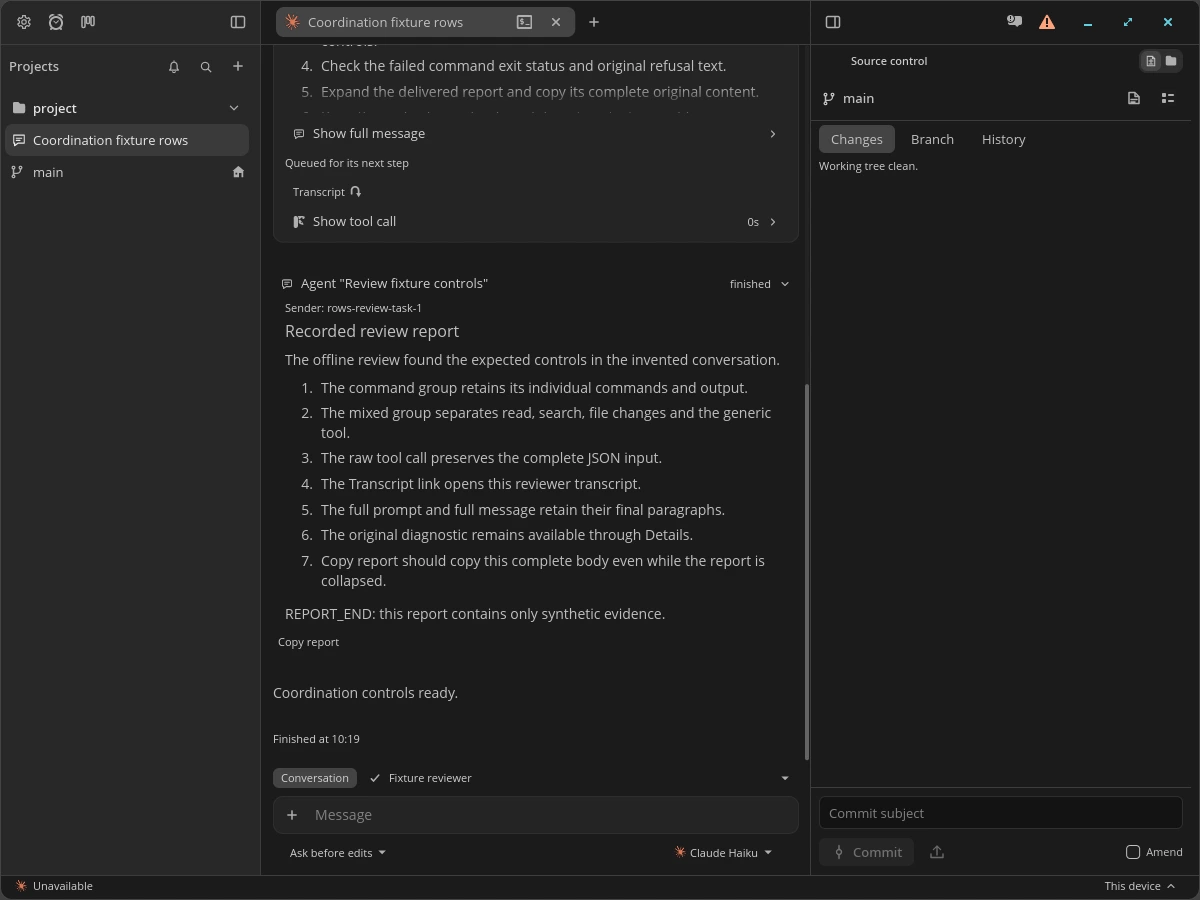 Coordination fixture rows
Projects
project
Coordination fixture rows
main
controls.
4. Check the failed command exit status and original refusal text.
5. Expand the delivered report and copy its complete original content.
Show full message
Queued for its next step
Transcript
Show tool call
0s
Agent "Review fixture controls"
finished
Sender: rows-review-task-1
Recorded review report
The offline review found the expected controls in the invented conversation.
1. The command group retains its individual commands and output.
2. The mixed group separates read, search, file changes and the generic
tool.
3. The raw tool call preserves the complete JSON input.
4. The Transcript link opens this reviewer transcript.
5. The full prompt and full message retain their final paragraphs.
6. The original diagnostic remains available through Details.
7. Copy report should copy this complete body even while the report is
collapsed.
REPORT_END: this report contains only synthetic evidence.
Copy report
Coordination controls ready.
Finished at 10:19
Conversation
Fixture reviewer
Message
Ask before edits
Claude Haiku
Source control
main
Changes
Branch
History
Working tree clean.
Commit subject
Commit
Amend
Unavailable
This device